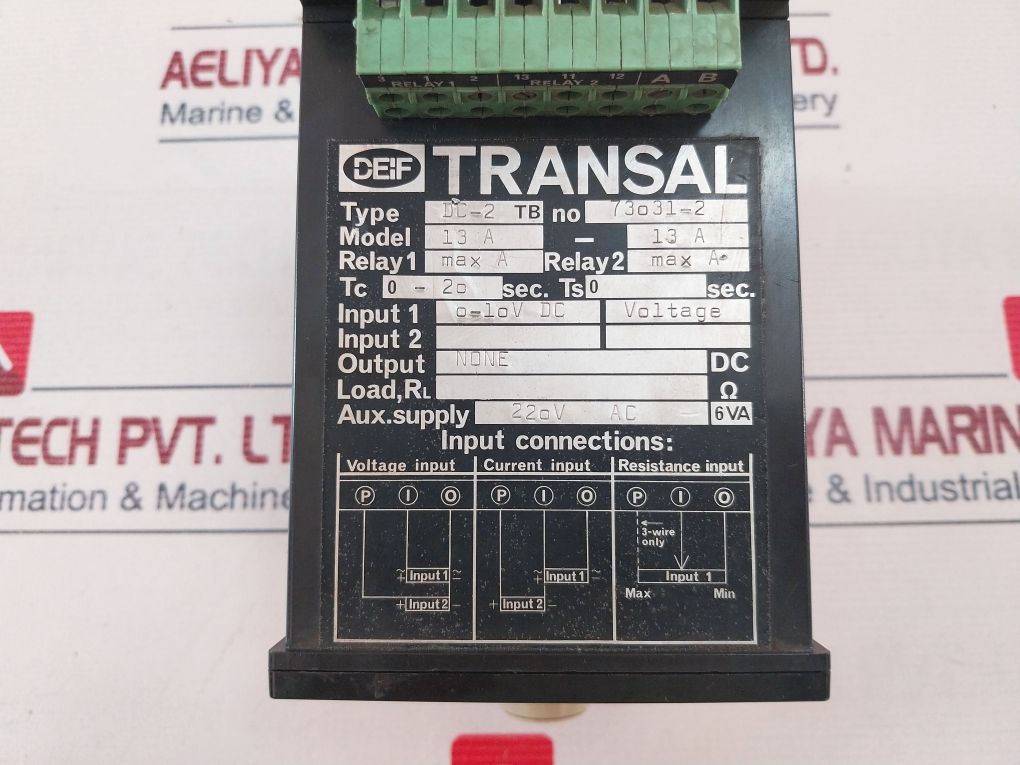 AELIYA TD.
Marine & ery
3 1 2 13 11 12 A B
RELAY 1 RELAY 2
DEIF TRANSAL
Type DC-2 TB no 73o31-2
Model 13 A — 13 A
Relay 1 max A Relay 2 max A
Tc 0 - 2o sec. Ts 0 sec.
Input 1 o-1oV DC Voltage
Input 2
Output NONE DC
Load, RL Ω
Aux. supply 22oV AC 6VA
Input connections:
Voltage input Current input Resistance input
P I O P I O P I O
3-wire
only
+ Input 1 − + Input 1 − Input 1
Max Min
+ Input 2 − + Input 2 −
TECH PVT. LT YA MARIN
mation & Machine & Industrial